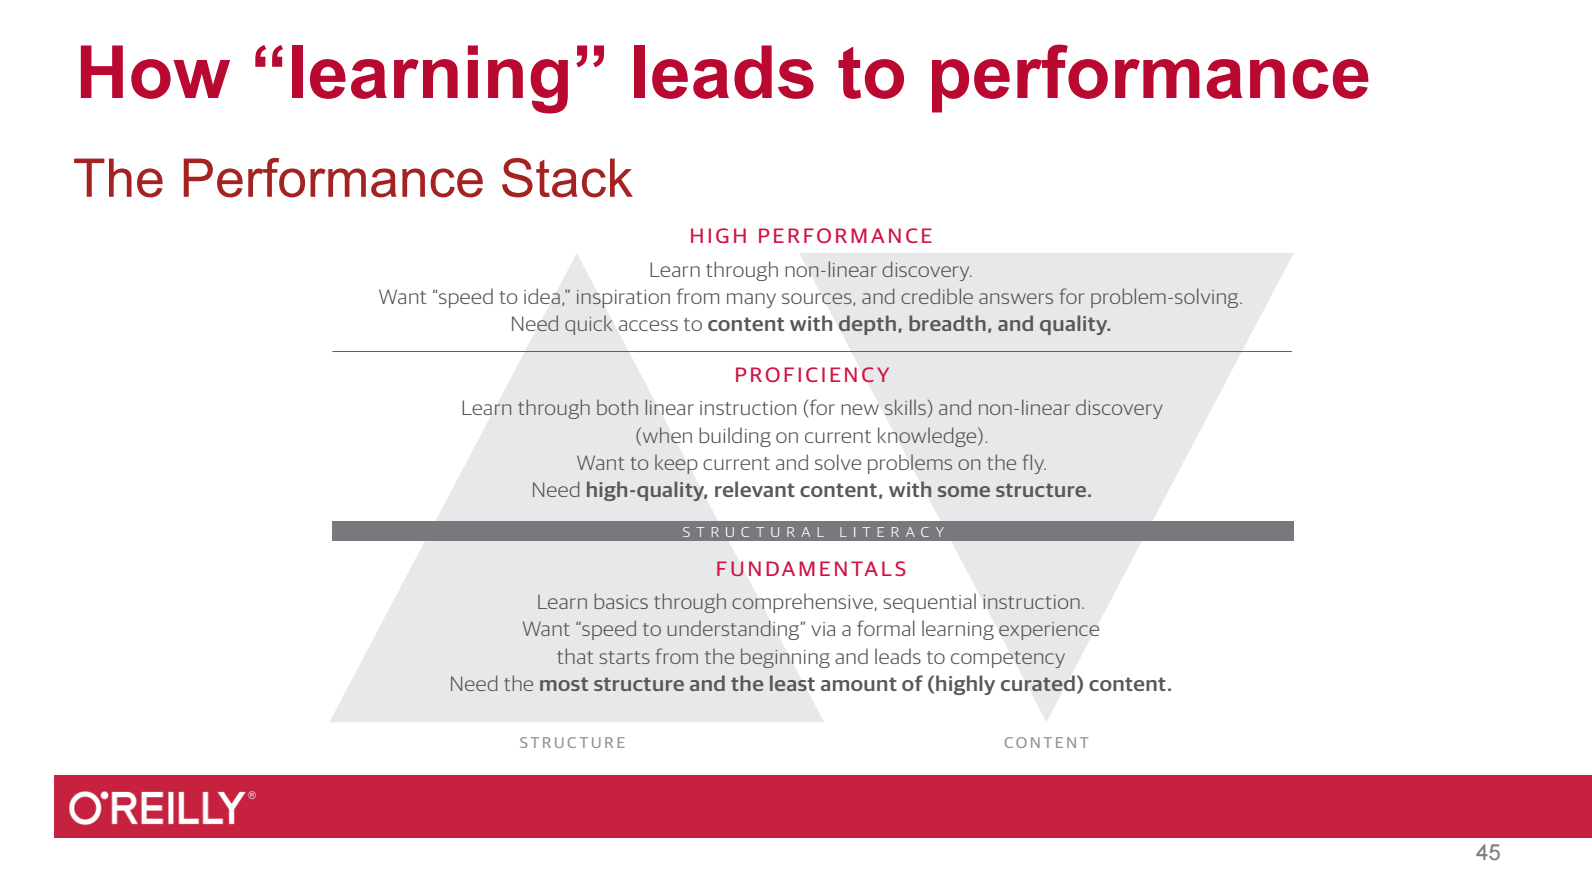 How “learning” leads to performance
The Performance Stack
HIGH PERFORMANCE
Learn through non-linear discovery.
Want “speed to idea,” inspiration from many sources, and credible answers for problem-solving.
Need quick access to content with depth, breadth, and quality.
PROFICIENCY
Learn through both linear instruction (for new skills) and non-linear discovery
(when building on current knowledge).
Want to keep current and solve problems on the fly.
Need high-quality, relevant content, with some structure.
STRUCTURAL LITERACY
FUNDAMENTALS
Learn basics through comprehensive, sequential instruction.
Want “speed to understanding” via a formal learning experience
that starts from the beginning and leads to competency
Need the most structure and the least amount of (highly curated) content.
STRUCTURE
CONTENT
O'REILLY®
45